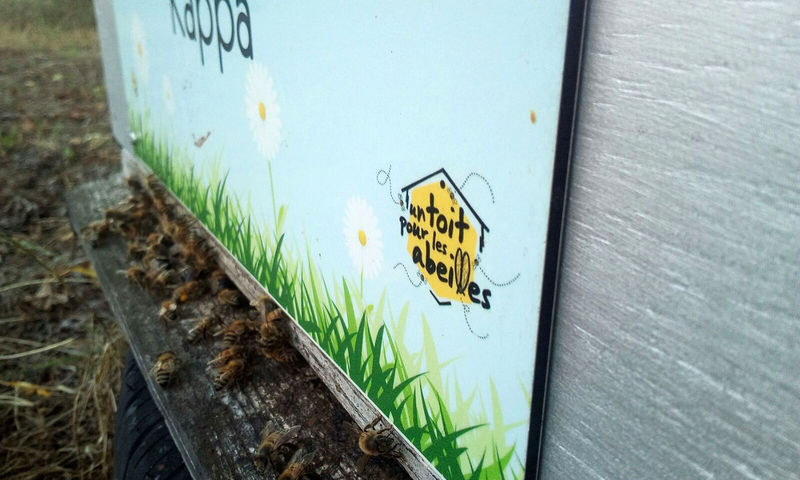 Kappa
un toit
pour les
abeilles